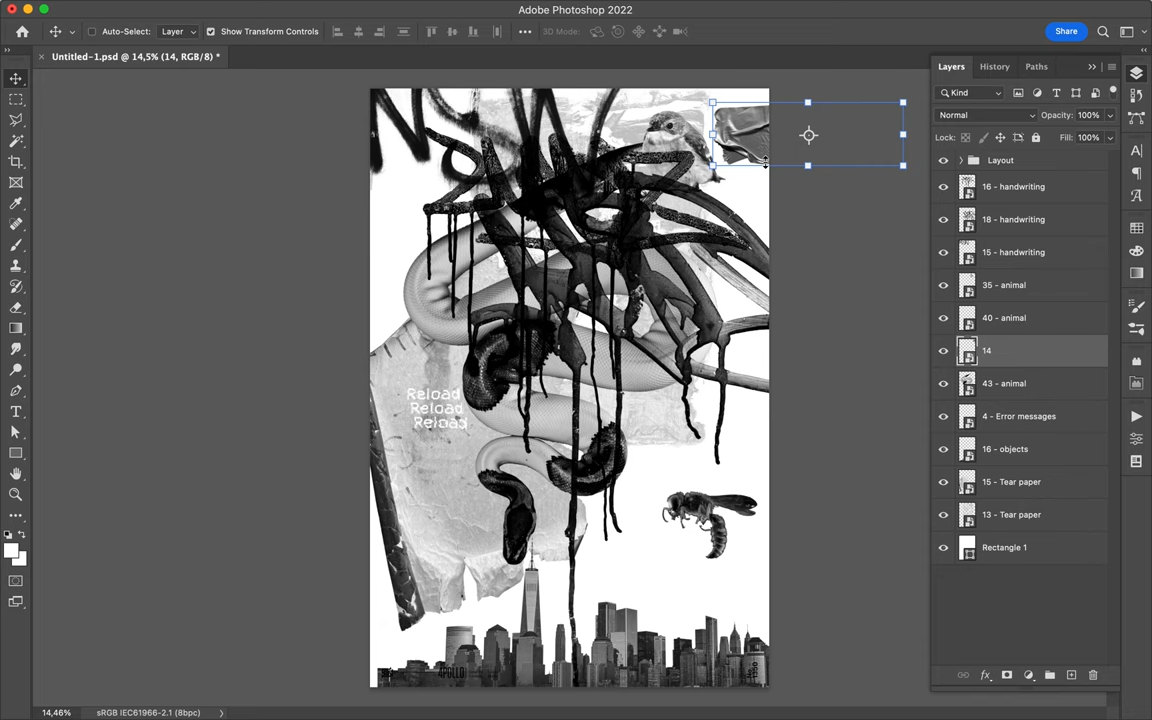 Adobe Photoshop 2022
Auto-Select:
Layer
Show Transform Controls
3D Mode:
Share
Untitled-1.psd @ 14,5% (14, RGB/8) *
Layers
History
Paths
Kind
Normal
Opacity:
100%
Lock:
Fill:
100%
Layout
16 - handwriting
18 - handwriting
15 - handwriting
35 - animal
40 - animal
14
43 - animal
4 - Error messages
16 - objects
15 - Tear paper
13 - Tear paper
Rectangle 1
Reload
Reload
Reload
APOLLO
14,46%
sRGB IEC61966-2.1 (8bpc)